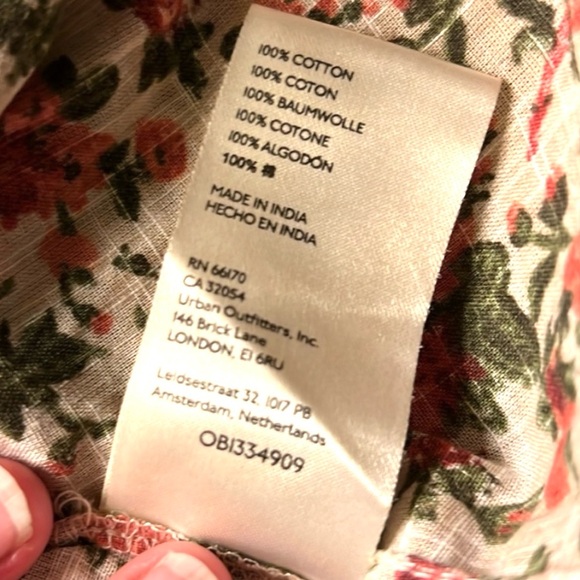 100% COTTON
100% COTON
100% BAUMWOLLE
100% COTONE
100% ALGODÓN
100% 棉
MADE IN INDIA
HECHO EN INDIA
RN 66170
CA 32054
Urban Outfitters, Inc.
146 Brick Lane
LONDON, E1 6RU
Leidsestraat 32, 1017 PB
Amsterdam, Netherlands
OB1334909